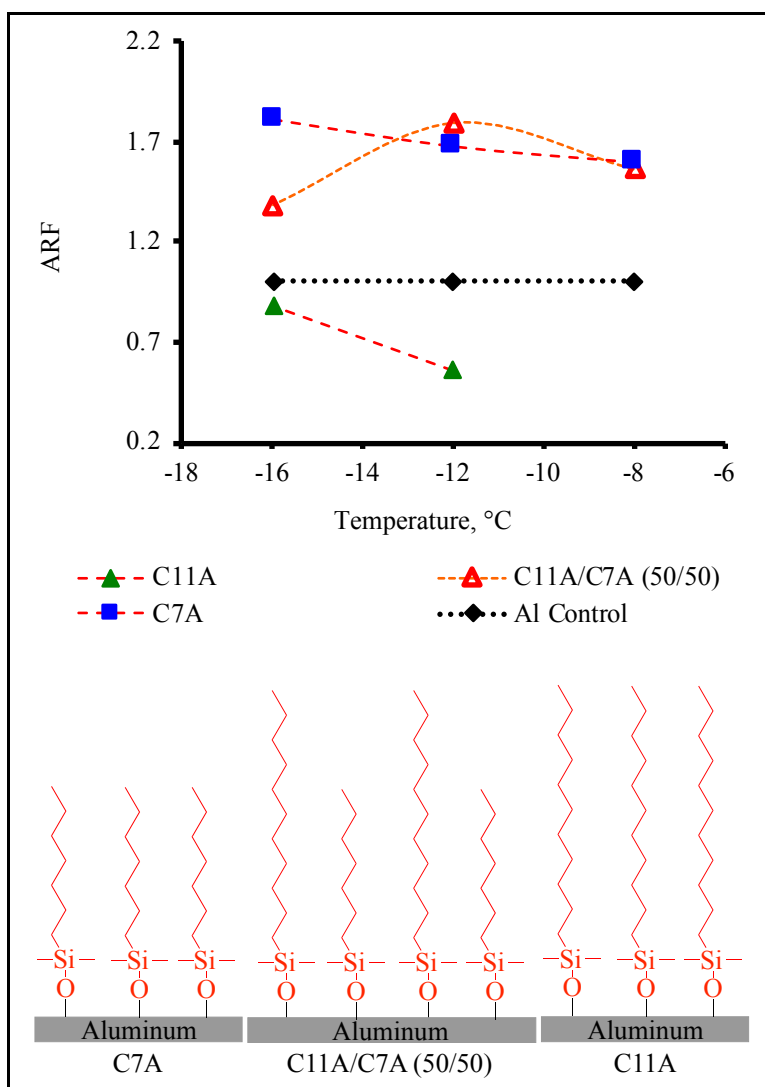 2.2
1.7
1.2
0.7
0.2
ARF
-18 -16 -14 -12 -10 -8 -6
Temperature, °C
C11A C11A/C7A (50/50)
C7A Al Control
Si Si Si Si Si Si Si Si Si Si
O O O O O O O O O O
Aluminum Aluminum Aluminum
C7A C11A/C7A (50/50) C11A